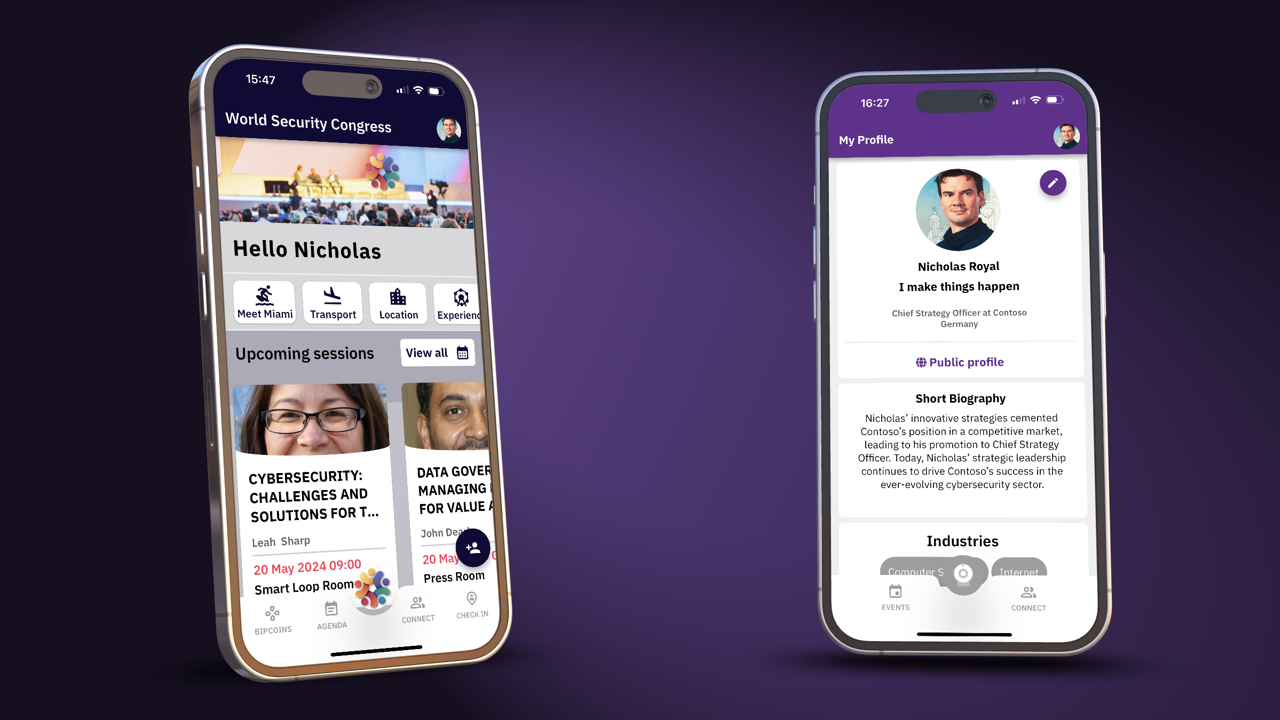 15:47
World Security Congress
Hello Nicholas
Meet Miami
Transport
Location
Experienc
Upcoming sessions
View all
CYBERSECURITY:
CHALLENGES AND
SOLUTIONS FOR T...
Leah Sharp
20 May 2024 09:00
Smart Loop Room
DATA GOVER
MANAGING
FOR VALUE
John Dea
20 May
Press Room
BIPCOINS
AGENDA
CONNECT
CHECK IN
16:27
My Profile
Nicholas Royal
I make things happen
Chief Strategy Officer at Contoso
Germany
Public profile
Short Biography
Nicholas’ innovative strategies cemented
Contoso’s position in a competitive market,
leading to his promotion to Chief Strategy
Officer. Today, Nicholas’ strategic leadership
continues to drive Contoso’s success in the
ever-evolving cybersecurity sector.
Industries
Computer S
Internet
EVENTS
CONNECT